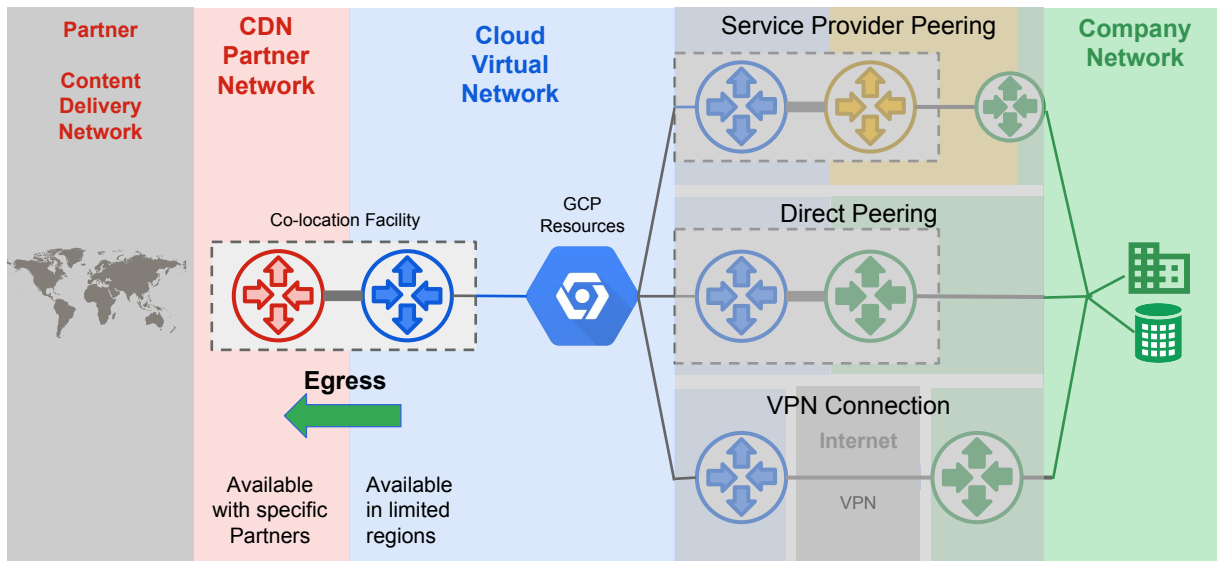 Partner
Content
Delivery
Network
CDN
Partner
Network
Cloud
Virtual
Network
Service Provider Peering
Company
Network
Co-location Facility
GCP
Resources
Direct Peering
Egress
VPN Connection
Internet
VPN
Available
with specific
Partners
Available
in limited
regions